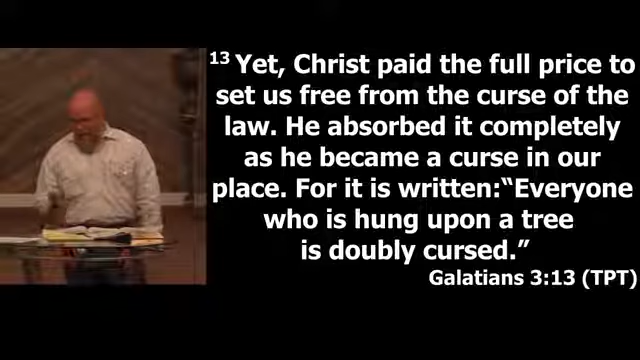 13 Yet, Christ paid the full price to
set us free from the curse of the
law. He absorbed it completely
as he became a curse in our
place. For it is written:“Everyone
who is hung upon a tree
is doubly cursed.”
Galatians 3:13 (TPT)